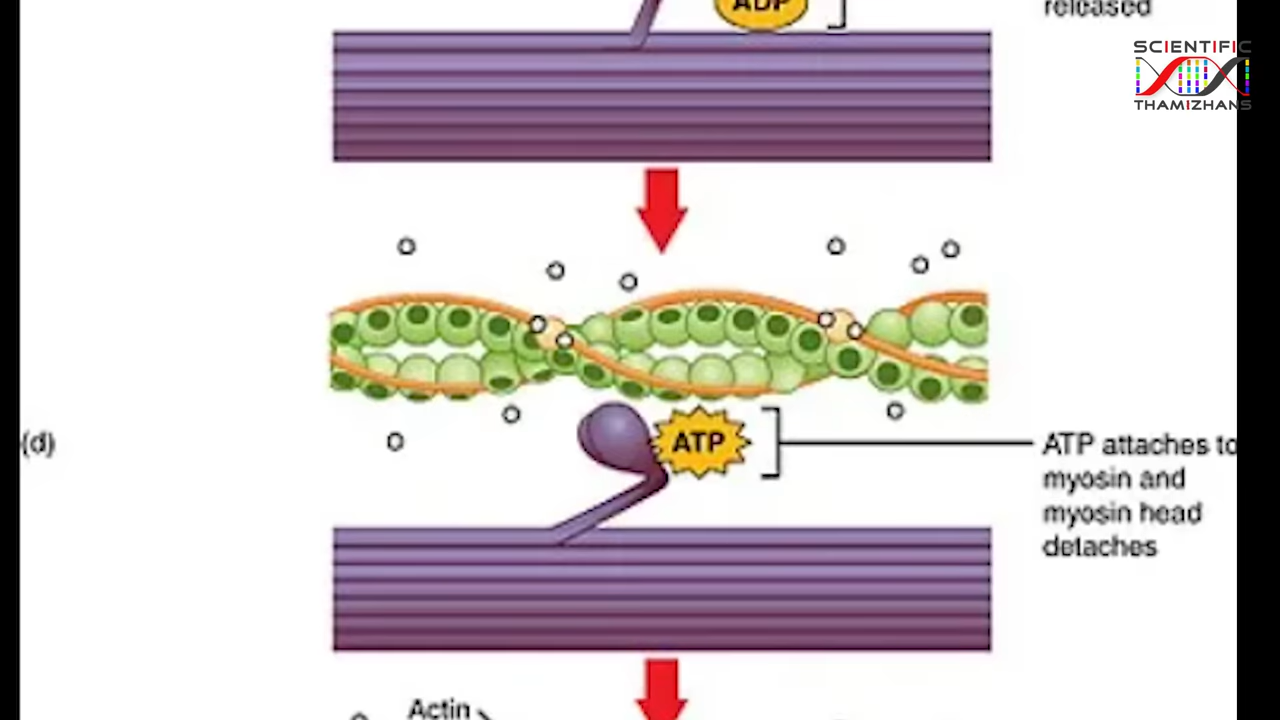 ADP
released
SCIENTIFIC
THAMIZHANS
(d)
ATP
ATP attaches to
myosin and
myosin head
detaches
Actin